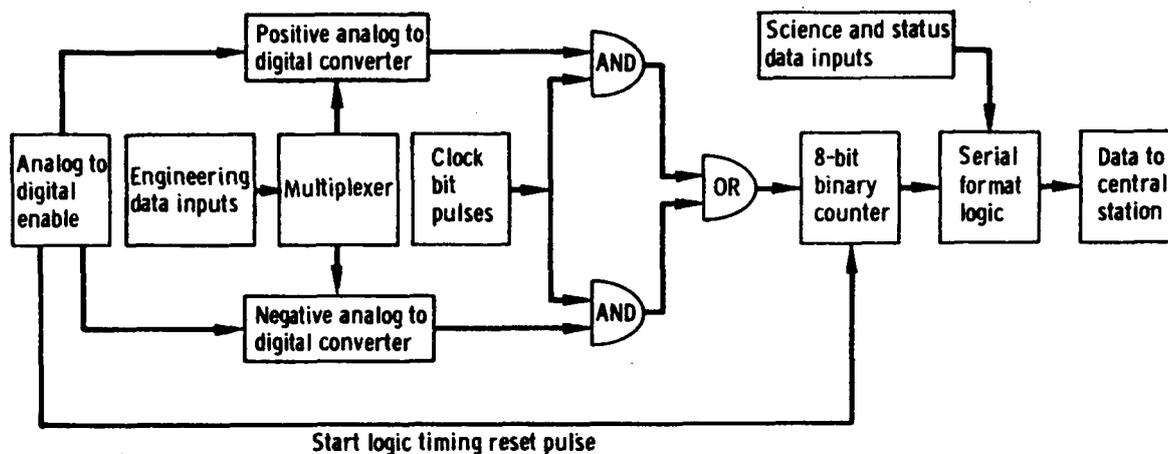 Positive analog to
digital converter
AND
Science and status
data inputs
Analog to
digital
enable
Engineering
data inputs
Multiplexer
Clock
bit
pulses
OR
8-bit
binary
counter
Serial
format
logic
Data to
central
station
Negative analog to
digital converter
AND
Start logic timing reset pulse